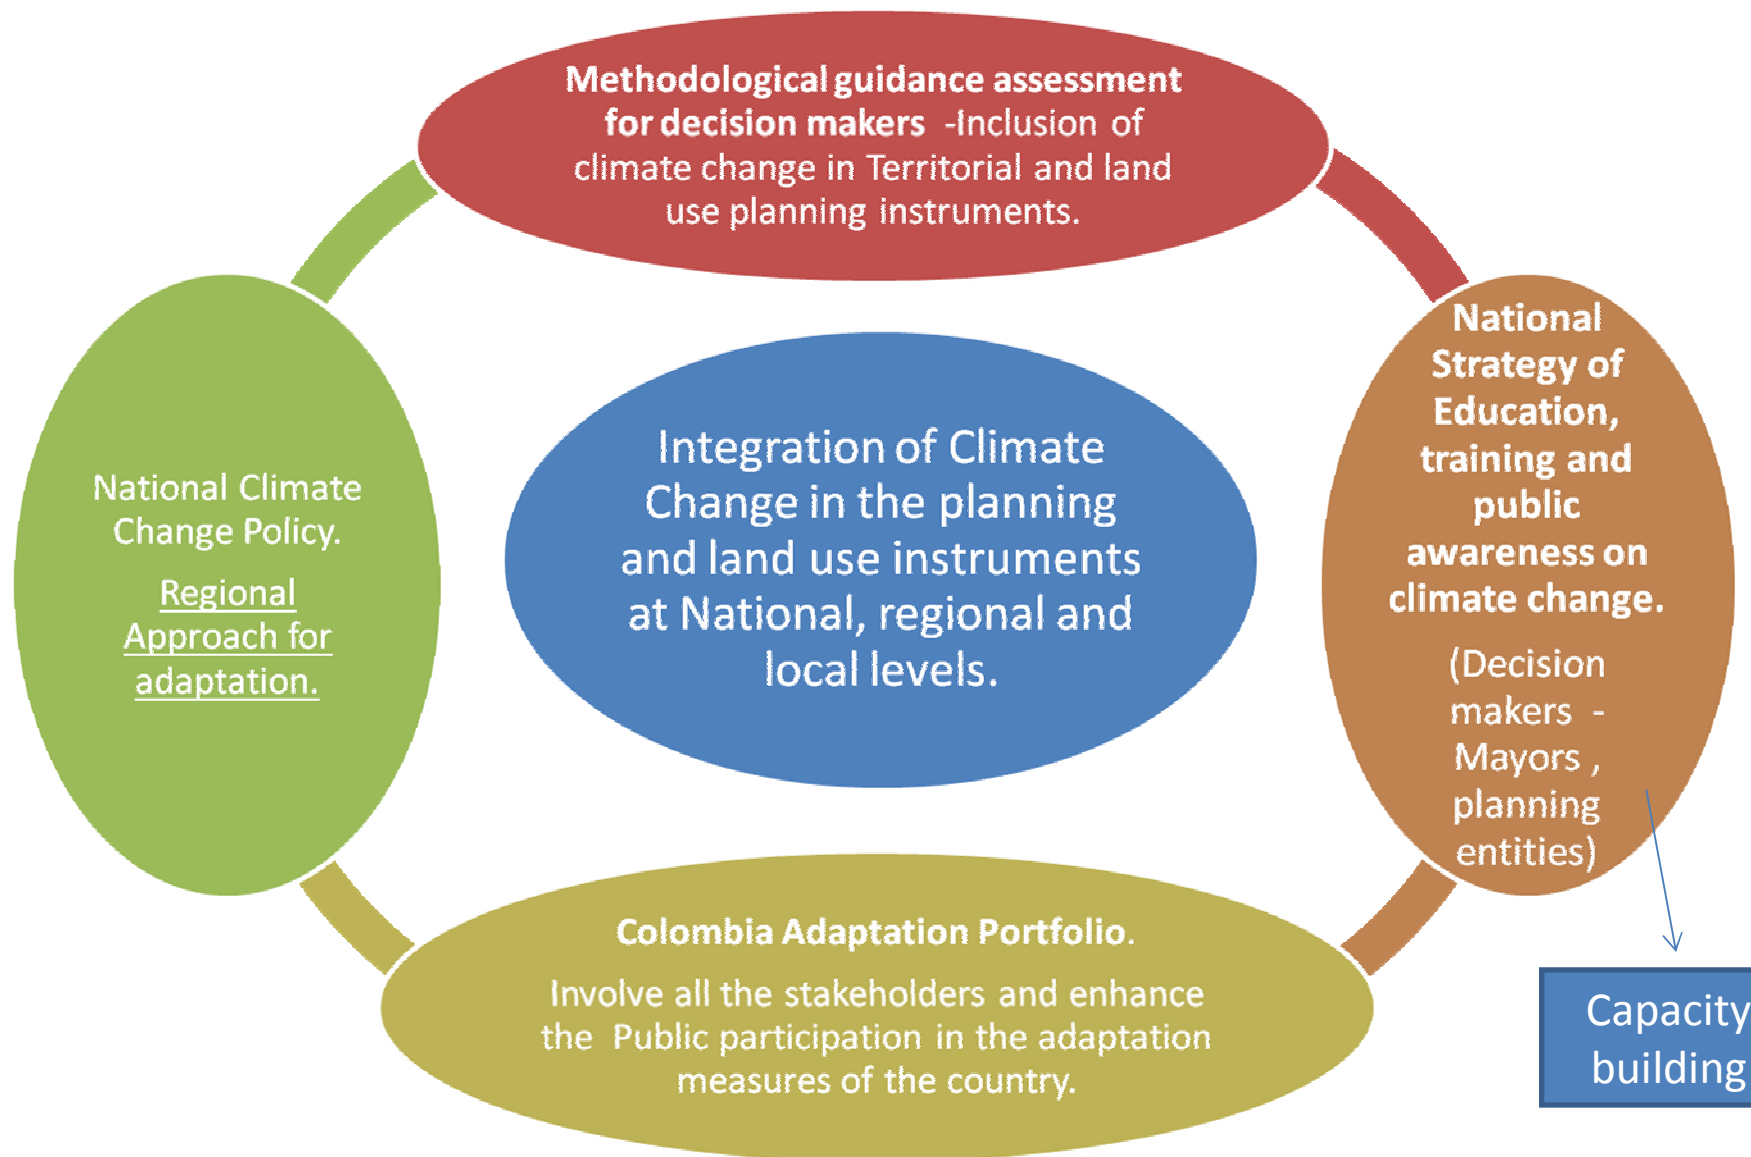 Methodological guidance assessment
for decision makers -Inclusion of
climate change in Territorial and land
use planning instruments.
National Climate
Change Policy.
Regional
Approach for
adaptation.
Integration of Climate
Change in the planning
and land use instruments
at National, regional and
local levels.
National
Strategy of
Education,
training and
public
awareness on
climate change.
(Decision
makers -
Mayors ,
planning
entities)
Colombia Adaptation Portfolio.
Involve all the stakeholders and enhance
the Public participation in the adaptation
measures of the country.
Capacity
building